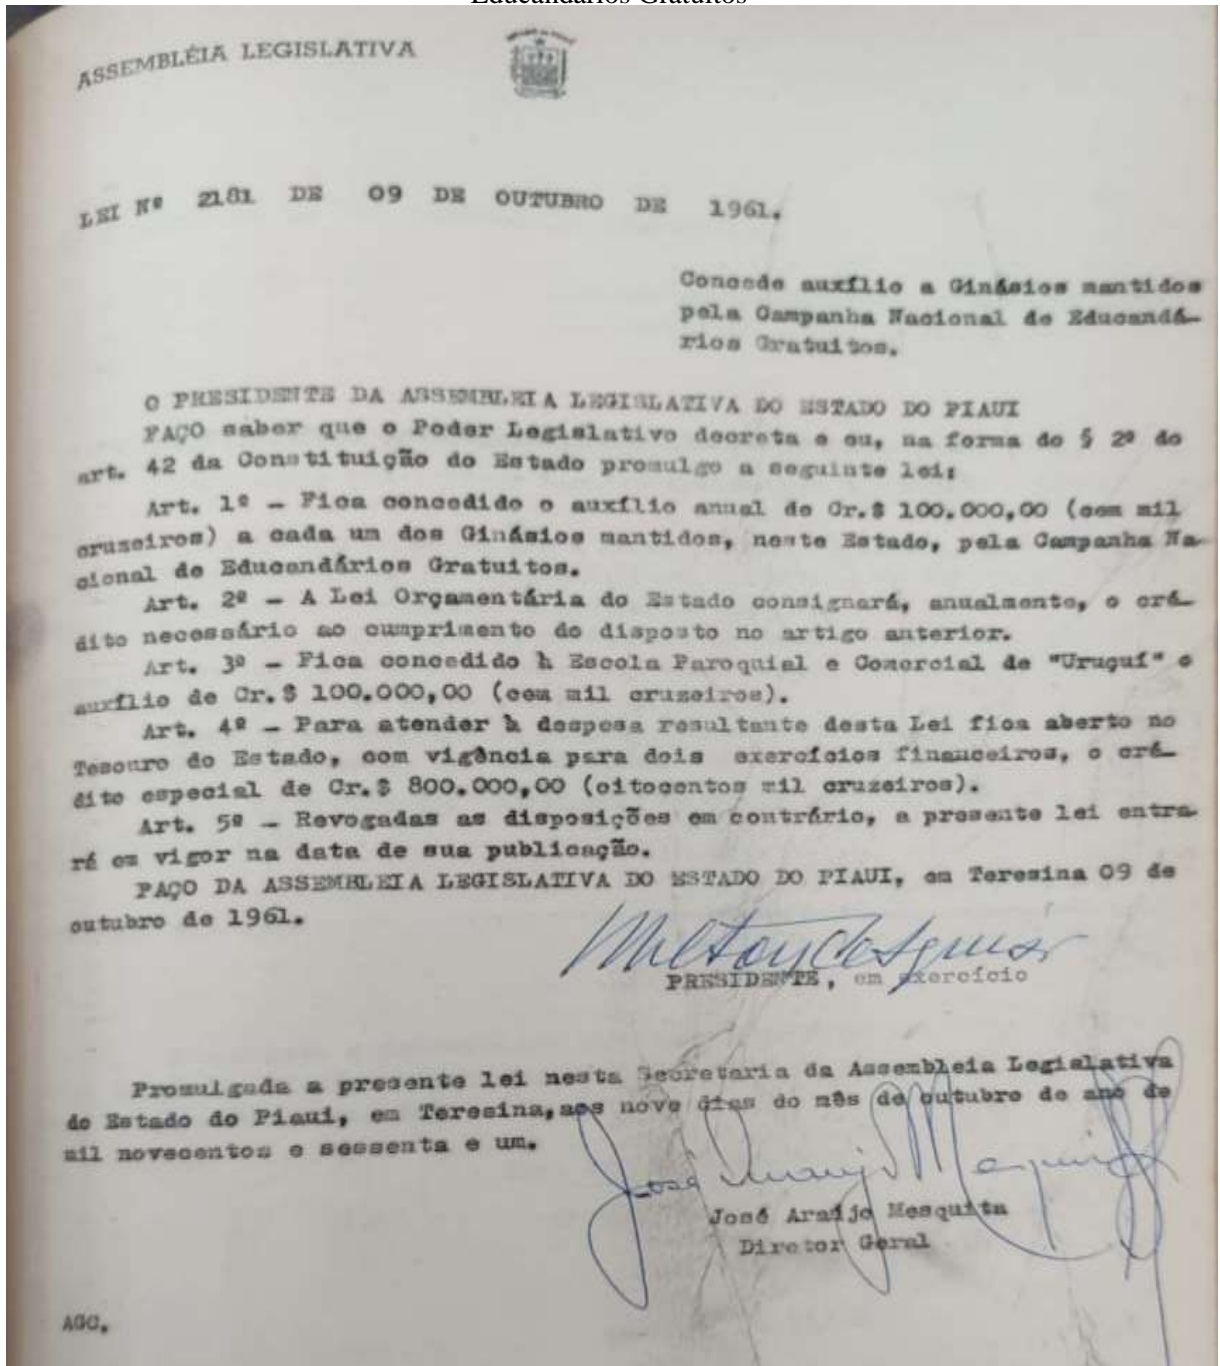 Educandários Gratuitos
ASSEMBLÉIA LEGISLATIVA
LEI Nº 2181 DE 09 DE OUTUBRO DE 1961.
Concede auxílio a Ginásios mantidos
pela Campanha Nacional de Educandá-
rios Gratuitos.
O PRESIDENTE DA ASSEMBLEIA LEGISLATIVA DO ESTADO DO PIAUI
FAÇO saber que o Poder Legislativo decreta e eu, na forma do § 2º do
art. 42 da Constituição do Estado promulgo a seguinte lei:
Art. 1º - Fica concedido o auxílio anual de Cr.$ 100.000,00 (cem mil
cruzeiros) a cada um dos Ginásios mantidos, neste Estado, pela Campanha Na-
cional de Educandários Gratuitos.
Art. 2º - A Lei Orçamentária do Estado consignará, anualmente, o cré-
dito necessário ao cumprimento do disposto no artigo anterior.
Art. 3º - Fica concedido à Escola Paroquial e Comercial de "Uruçuí" o
auxílio de Cr.$ 100.000,00 (cem mil cruzeiros).
Art. 4º - Para atender à despesa resultante desta Lei fica aberto no
Tesouro do Estado, com vigência para dois exercícios financeiros, o cré-
dito especial de Cr.$ 800.000,00 (oitocentos mil cruzeiros).
Art. 5º - Revogadas as disposições em contrário, a presente lei entra-
rá em vigor na data de sua publicação.
PAÇO DA ASSEMBLEIA LEGISLATIVA DO ESTADO DO PIAUI, em Teresina 09 de
outubro de 1961.
PRESIDENTE, em exercício
Promulgada a presente lei nesta Secretaria da Assembleia Legislativa
do Estado do Piaui, em Teresina, aos nove dias do mês de outubro do ano de
mil novecentos e sessenta e um.
José Araújo Mesquita
José Araújo Mesquita
Diretor Geral
AGC.